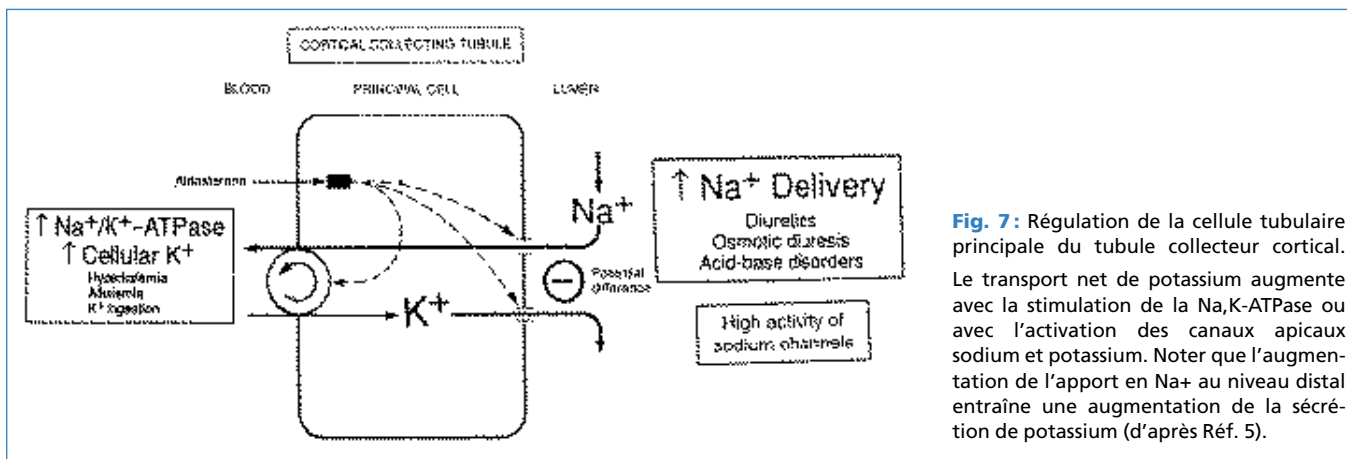 CORTICAL COLLECTING TUBULE
BLOOD PRINCIPAL CELL LUMEN
Aldosteron
↑ Na+/K+-ATPase
↑ Cellular K+
Hyperkalemia
K+ Ingestion
Na+
K+
−
Potential
difference
↑ Na+ Delivery
Diuretics
Osmotic diuresis
Acid-base disorders
High activity of
sodium channels
Fig. 7: Régulation de la cellule tubulaire
principale du tubule collecteur cortical.
Le transport net de potassium augmente
avec la stimulation de la Na,K-ATPase ou
avec l’activation des canaux apicaux
sodium et potassium. Noter que l’augmen-
tation de l’apport en Na+ au niveau distal
entraîne une augmentation de la sécré-
tion de potassium (d’après Réf. 5).